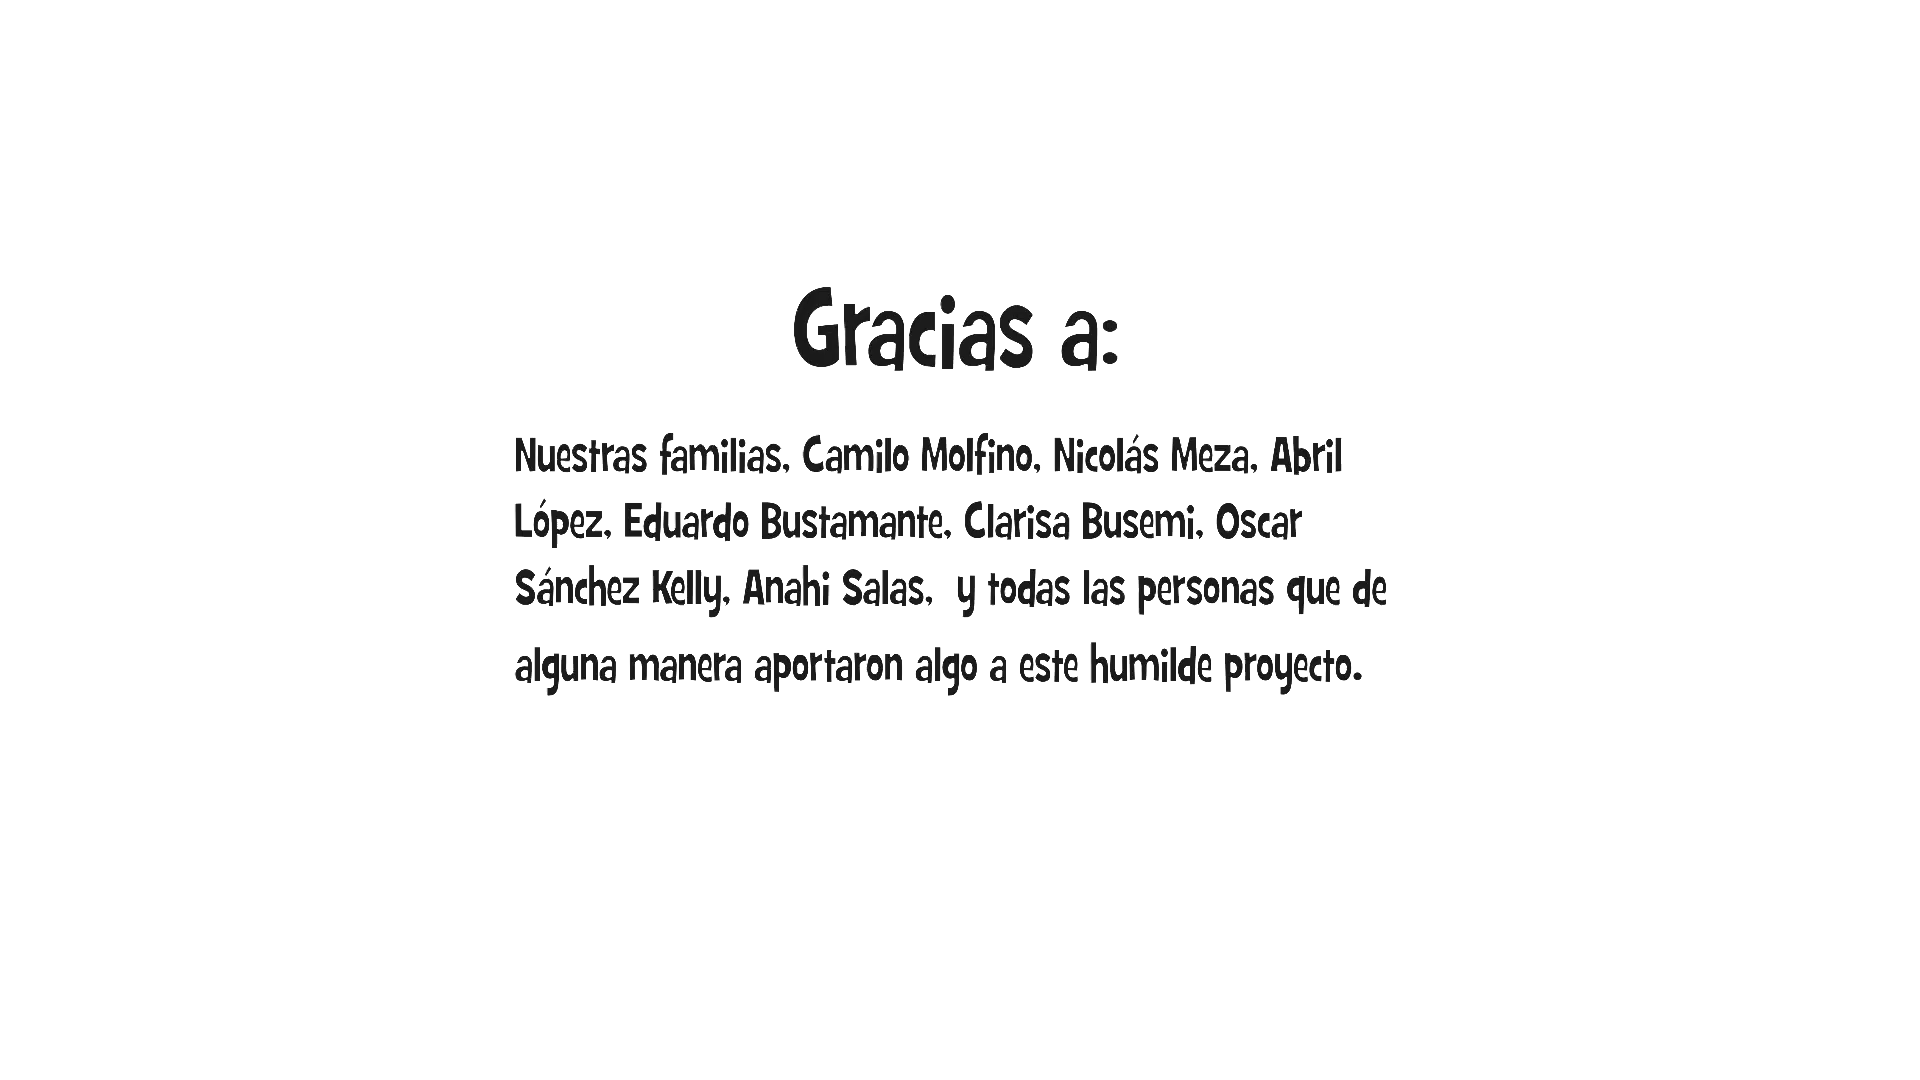 Gracias a:
Nuestras familias, Camilo Molfino, Nicolás Meza, Abril
López, Eduardo Bustamante, Clarisa Busemi, Oscar
Sánchez Kelly, Anahi Salas,  y todas las personas que de
alguna manera aportaron algo a este humilde proyecto.